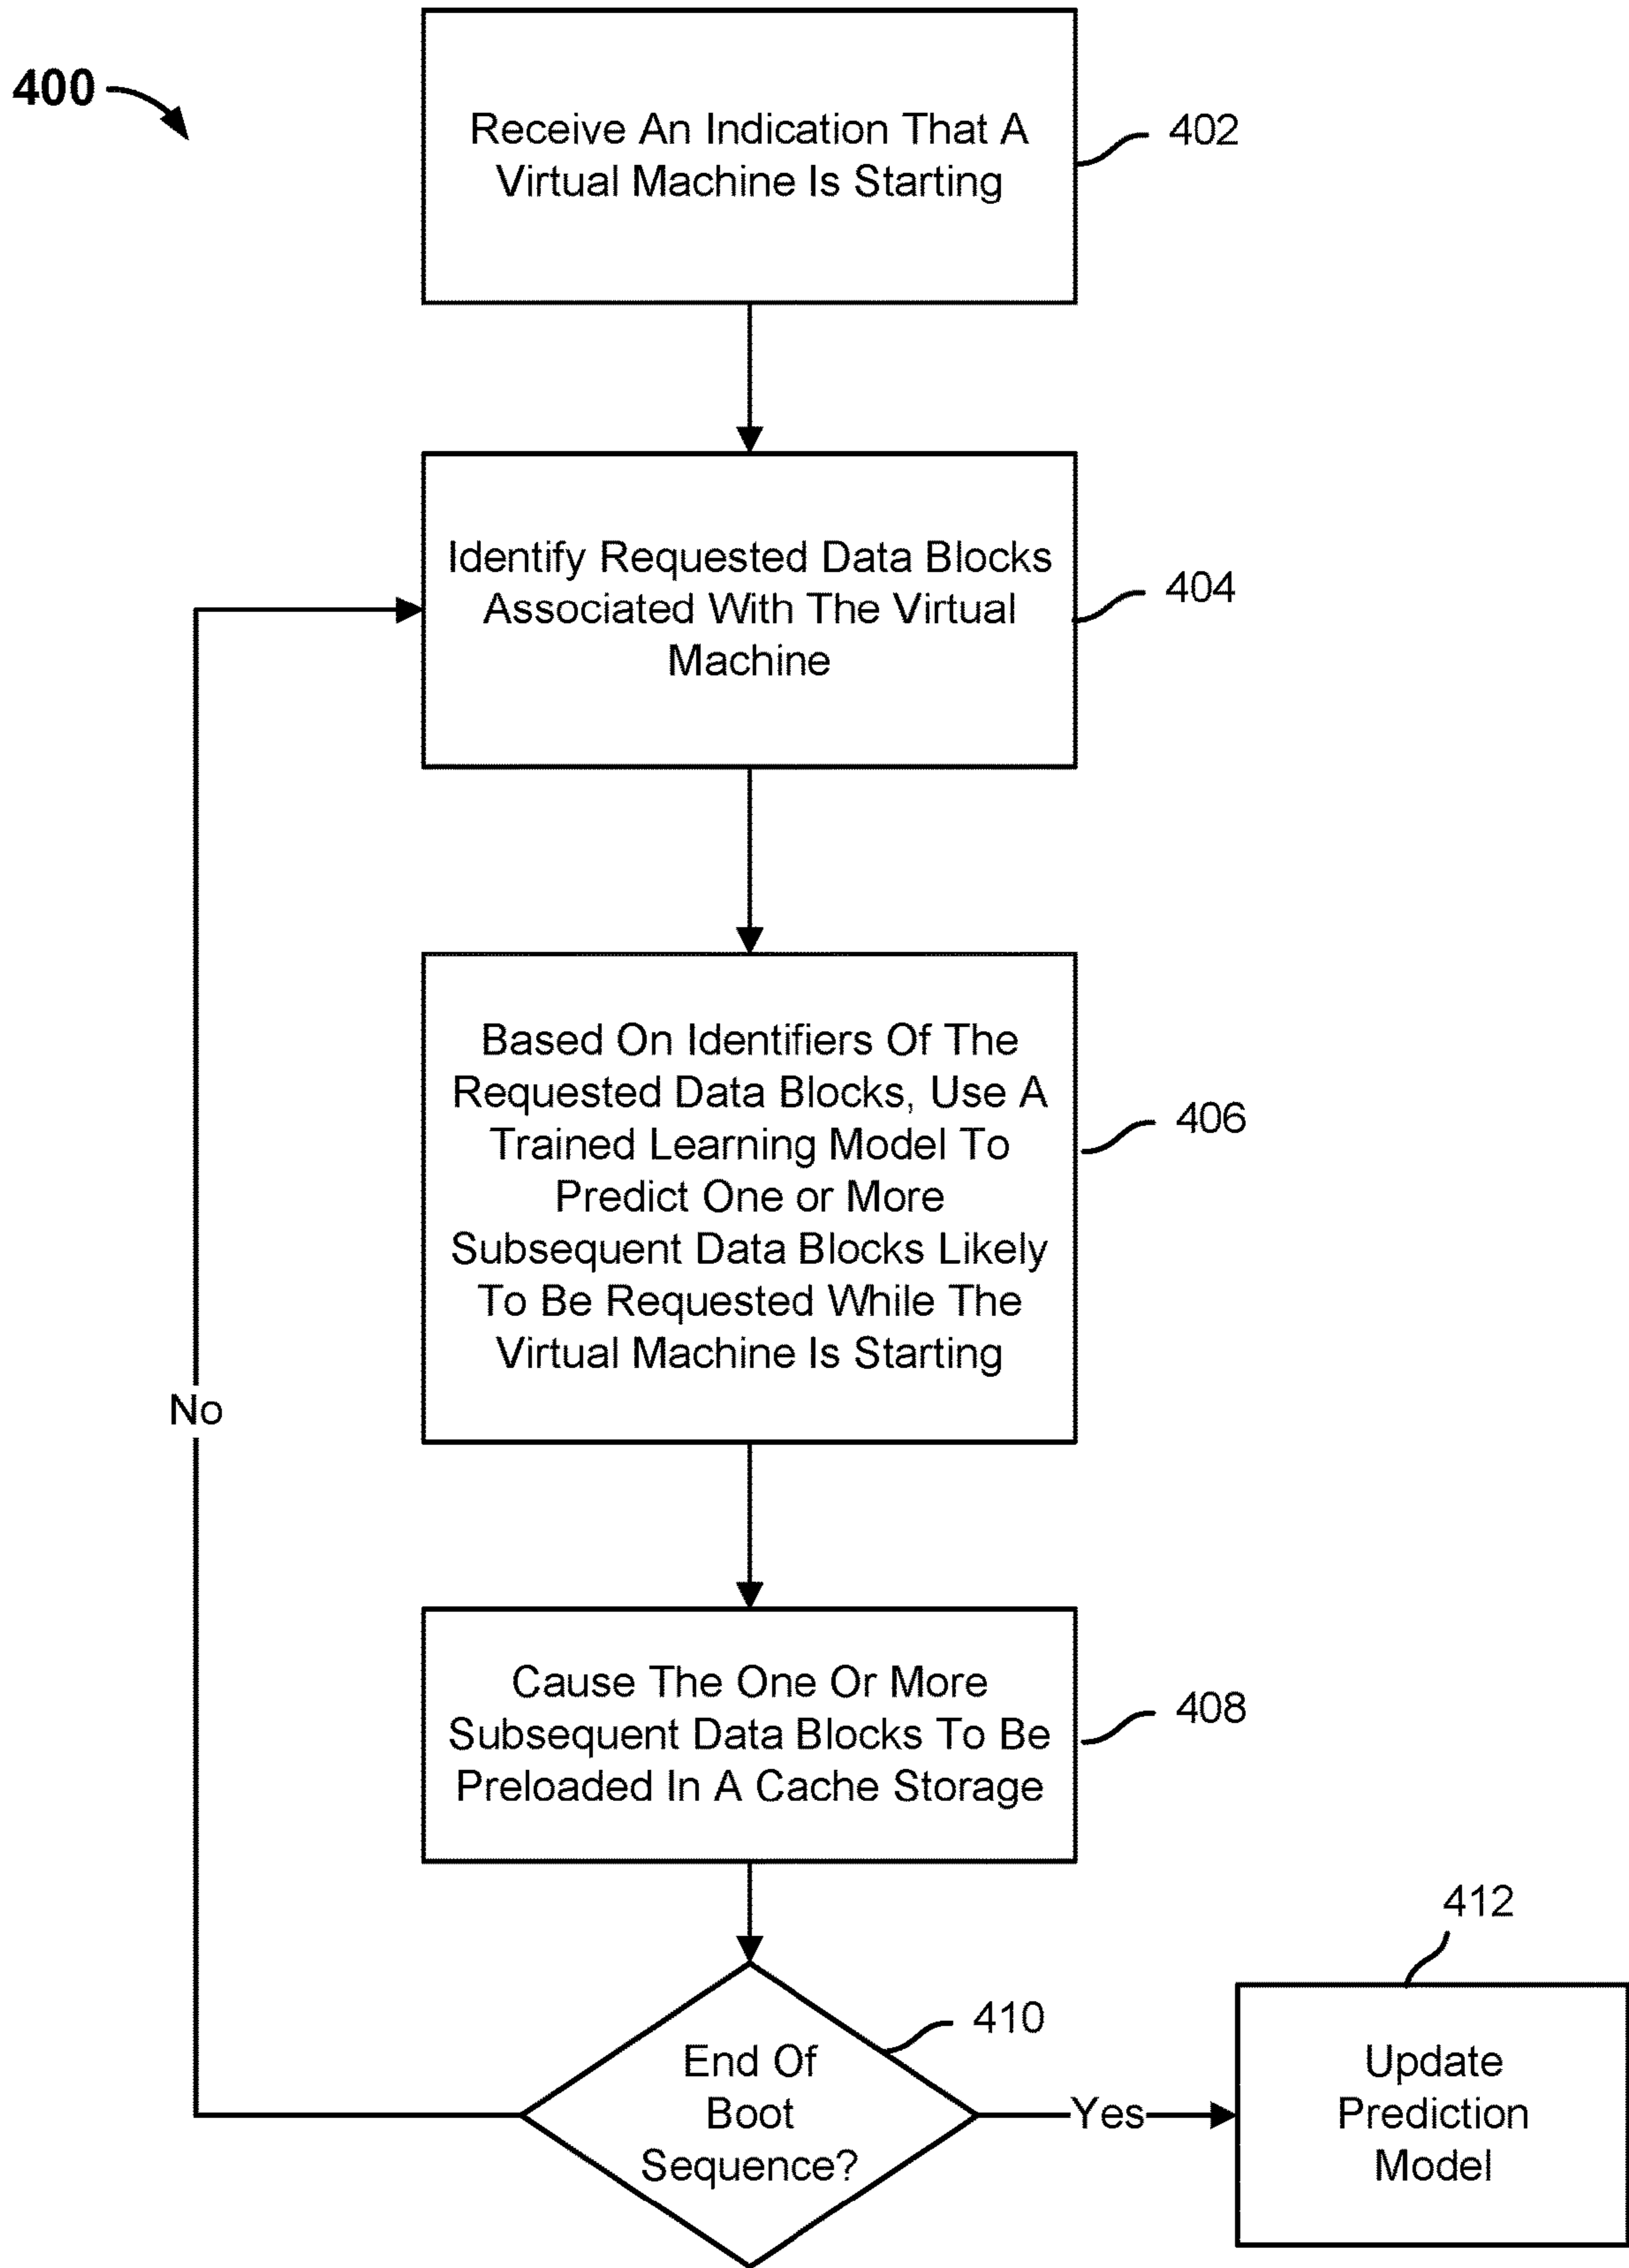 400
Receive An Indication That A
Virtual Machine Is Starting
402
Identify Requested Data Blocks
Associated With The Virtual
Machine
404
Based On Identifiers Of The
Requested Data Blocks, Use A
Trained Learning Model To
Predict One or More
Subsequent Data Blocks Likely
To Be Requested While The
Virtual Machine Is Starting
406
No
Cause The One Or More
Subsequent Data Blocks To Be
Preloaded In A Cache Storage
408
End Of
Boot
Sequence?
410
Yes
412
Update
Prediction
Model